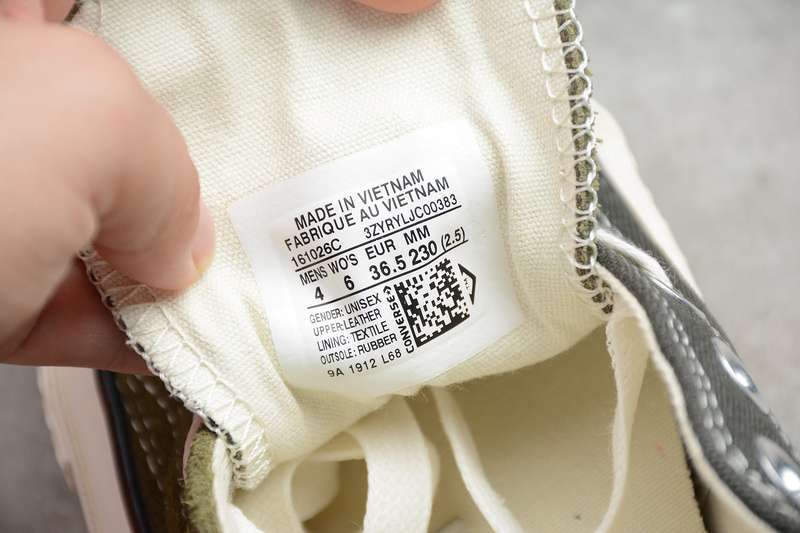 MADE IN VIETNAM
FABRIQUE AU VIETNAM
161026C 3ZYRYLJC00383
MENS WO'S EUR MM
4 6 36.5 230 (2.5)
GENDER: UNISEX
UPPER: LEATHER
LINING: TEXTILE
OUTSOLE: RUBBER
CONVERSE
9A 1912 L68